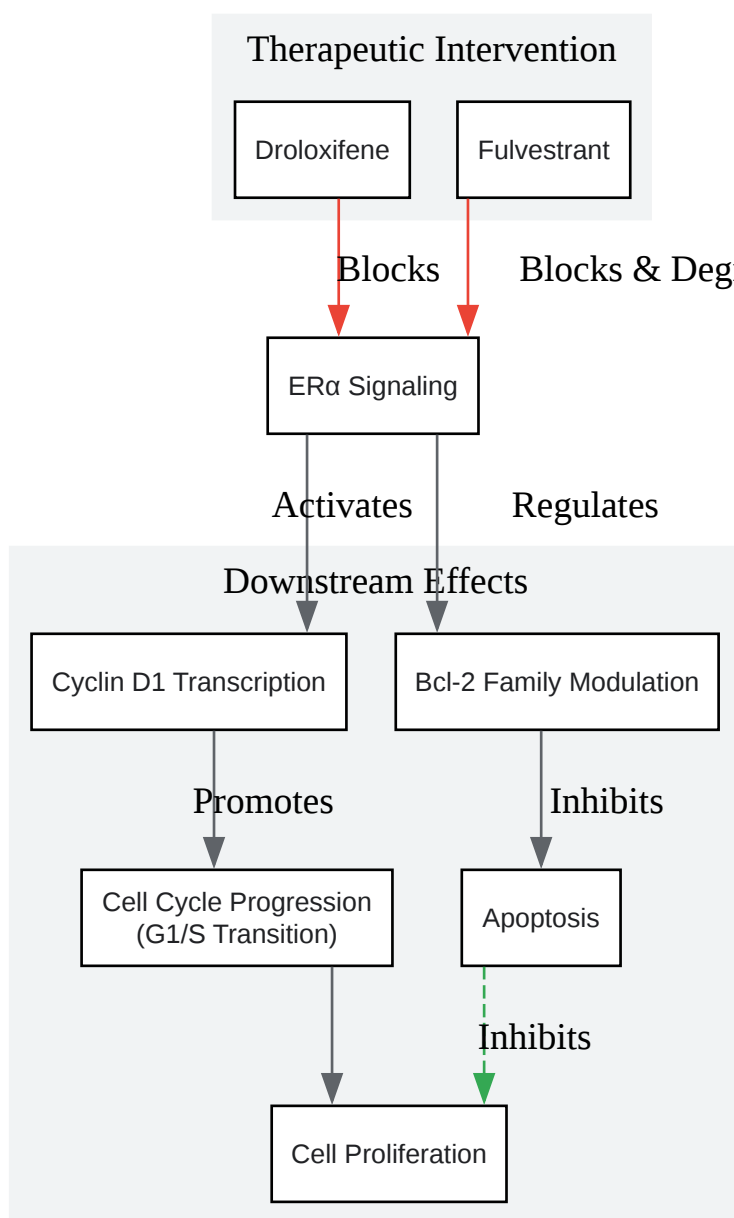 Therapeutic Intervention
Droloxifene
Fulvestrant
Blocks
Blocks &
ERα Signaling
Activates
Regulates
Downstream Effects
Cyclin D1 Transcription
Bcl-2 Family Modulation
Promotes
Inhibits
Cell Cycle Progression
(G1/S Transition)
Apoptosis
Inhibits
Cell Proliferation